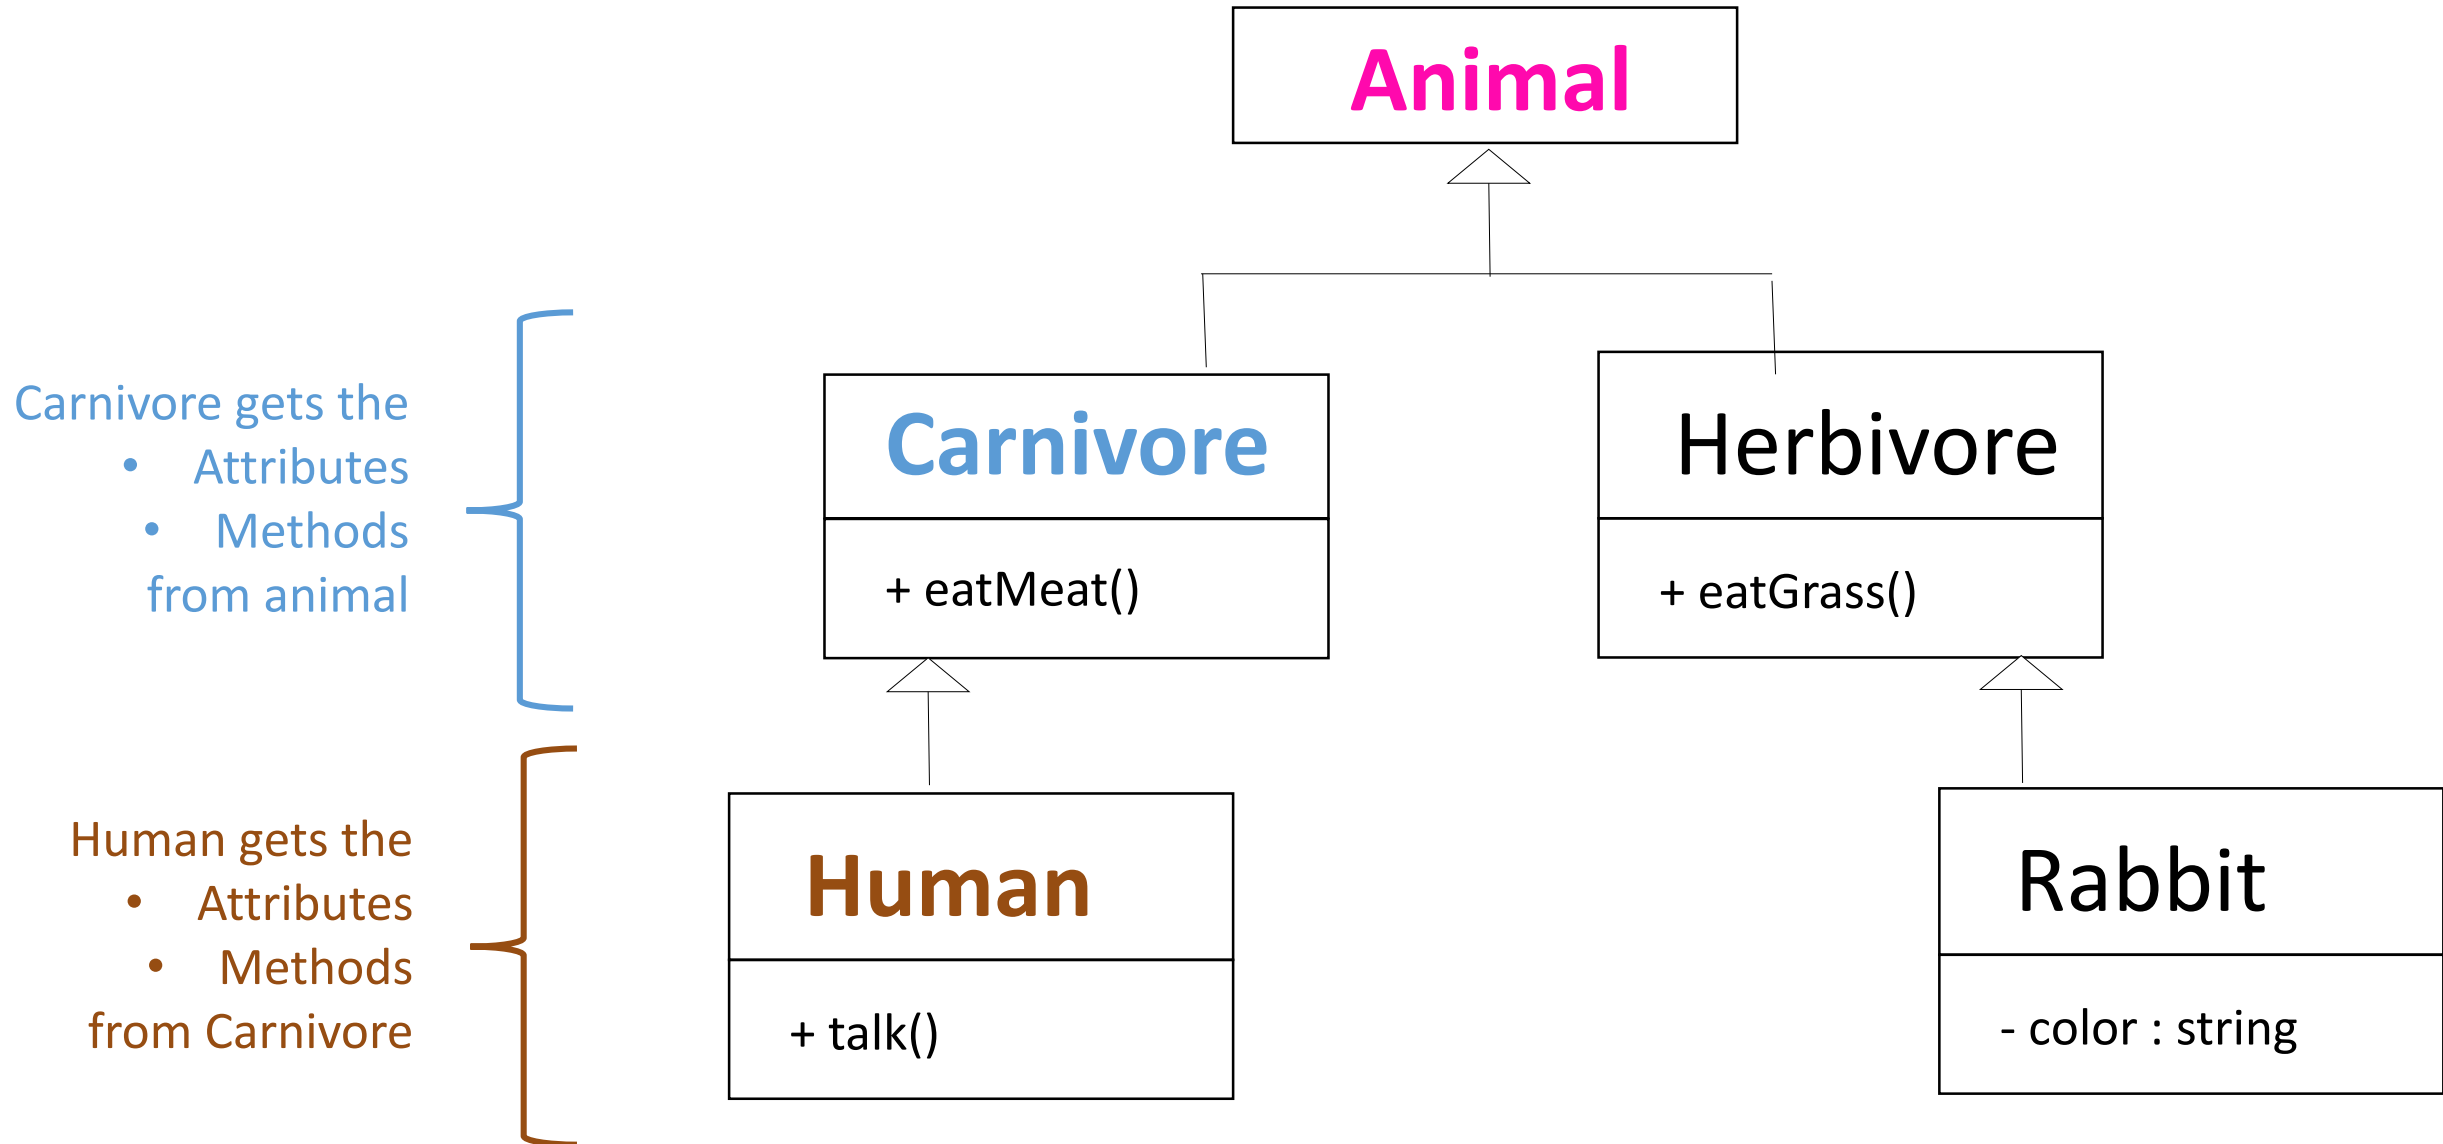 Animal
Carnivore gets the
• Attributes
• Methods
from animal
Carnivore
+ eatMeat()
Herbivore
+ eatGrass()
Human gets the
• Attributes
• Methods
from Carnivore
Human
+ talk()
Rabbit
- color : string